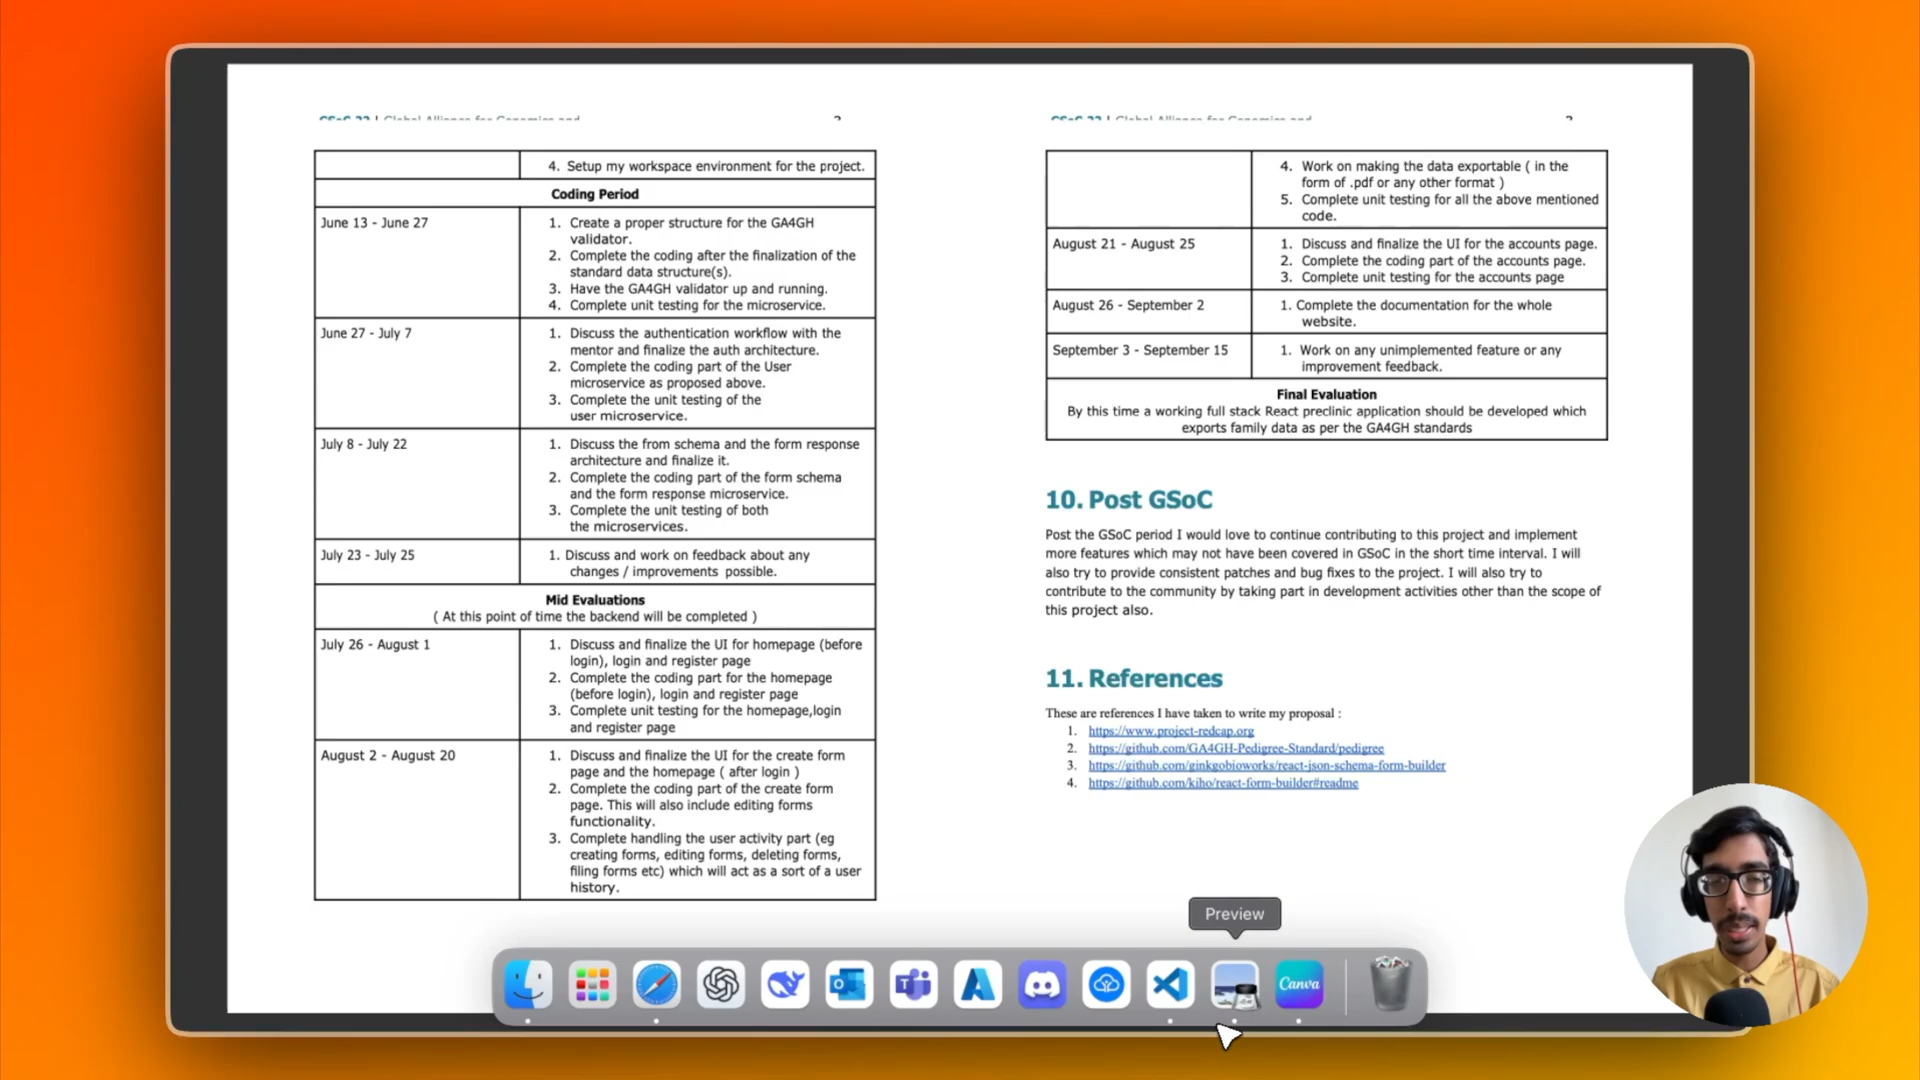 GSoC 22 | Global Alliance for Genomics and
4. Setup my workspace environment for the project.
Coding Period
June 13 - June 27
1. Create a proper structure for the GA4GH
validator.
2. Complete the coding after the finalization of the
standard data structure(s).
3. Have the GA4GH validator up and running.
4. Complete unit testing for the microservice.
June 27 - July 7
1. Discuss the authentication workflow with the
mentor and finalize the auth architecture.
2. Complete the coding part of the User
microservice as proposed above.
3. Complete the unit testing of the
user microservice.
July 8 - July 22
1. Discuss the from schema and the form response
architecture and finalize it.
2. Complete the coding part of the form schema
and the form response microservice.
3. Complete the unit testing of both
the microservices.
July 23 - July 25
1. Discuss and work on feedback about any
changes / improvements possible.
Mid Evaluations
( At this point of time the backend will be completed )
July 26 - August 1
1. Discuss and finalize the UI for homepage (before
login), login and register page
2. Complete the coding part for the homepage
(before login), login and register page
3. Complete unit testing for the homepage,login
and register page
August 2 - August 20
1. Discuss and finalize the UI for the create form
page and the homepage ( after login )
2. Complete the coding part of the create form
page. This will also include editing forms
functionality.
3. Complete handling the user activity part (eg
creating forms, editing forms, deleting forms,
filing forms etc) which will act as a sort of a user
history.
GSoC 22 | Global Alliance for Genomics and
4. Work on making the data exportable ( in the
form of .pdf or any other format )
5. Complete unit testing for all the above mentioned
code.
August 21 - August 25
1. Discuss and finalize the UI for the accounts page.
2. Complete the coding part of the accounts page.
3. Complete unit testing for the accounts page
August 26 - September 2
1. Complete the documentation for the whole
website.
September 3 - September 15
1. Work on any unimplemented feature or any
improvement feedback.
Final Evaluation
By this time a working full stack React preclinic application should be developed which
exports family data as per the GA4GH standards
10. Post GSoC
Post the GSoC period I would love to continue contributing to this project and implement
more features which may not have been covered in GSoC in the short time interval. I will
also try to provide consistent patches and bug fixes to the project. I will also try to
contribute to the community by taking part in development activities other than the scope of
this project also.
11. References
These are references I have taken to write my proposal :
1. https://www.project-redcap.org
2. https://github.com/GA4GH-Pedigree-Standard/pedigree
3. https://github.com/ginkgobioworks/react-json-schema-form-builder
4. https://github.com/kiho/react-form-builder#readme
Preview
Canva